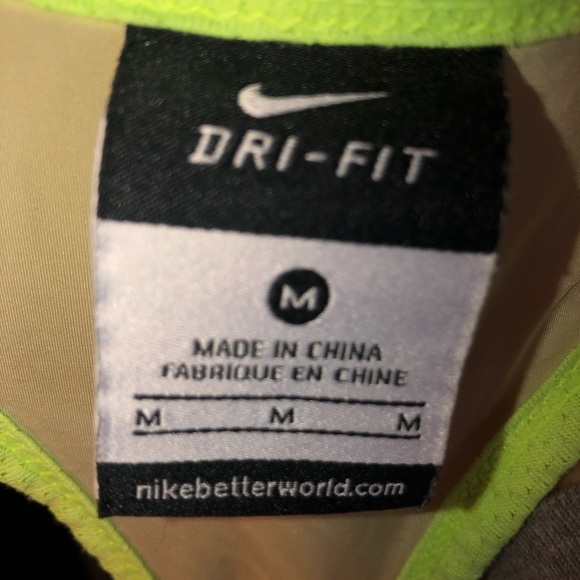 DRI-FIT
M
MADE IN CHINA
FABRIQUE EN CHINE
M M M
nikebetterworld.com